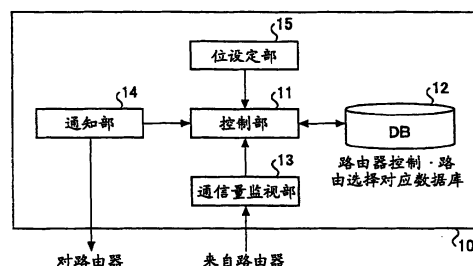 15
位设定部
14
通知部
11
控制部
12
DB
路由器控制·路
由选择对应数据库
13
通信量监视部
10
对路由器
来自路由器